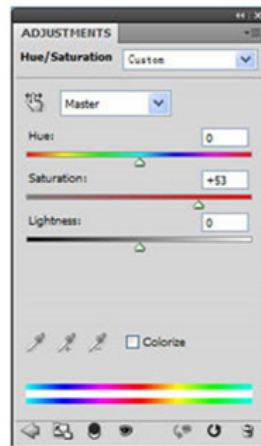 ADJUSTMENTS
Hue/Saturation Custom
Master
Hue: 0
Saturation: +53
Lightness: 0
Colorize